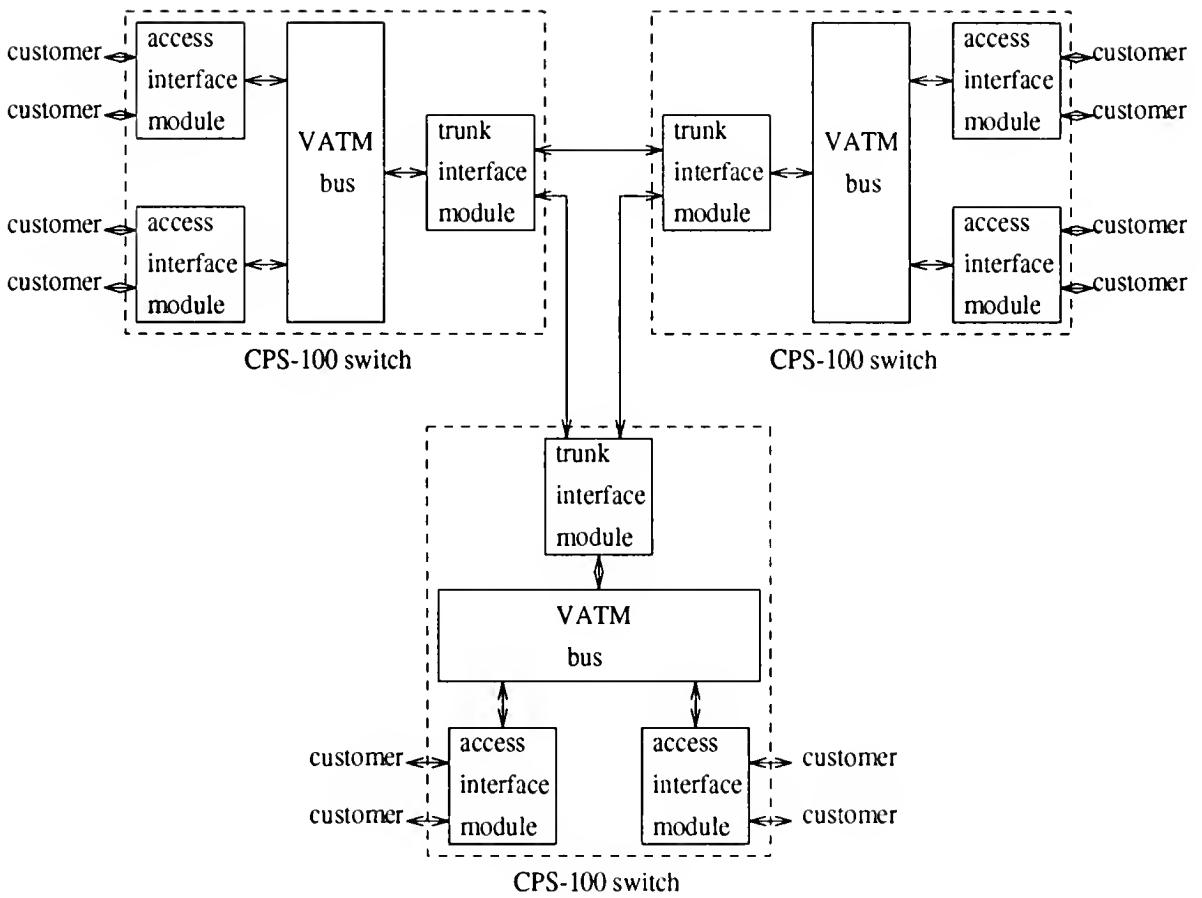 customer
customer
access
interface
module
customer
customer
access
interface
module
VATM
bus
trunk
interface
module
CPS-100 switch
trunk
interface
module
VATM
bus
access
interface
module
customer
customer
access
interface
module
customer
customer
CPS-100 switch
trunk
interface
module
VATM
bus
customer
customer
access
interface
module
access
interface
module
customer
customer
CPS-100 switch